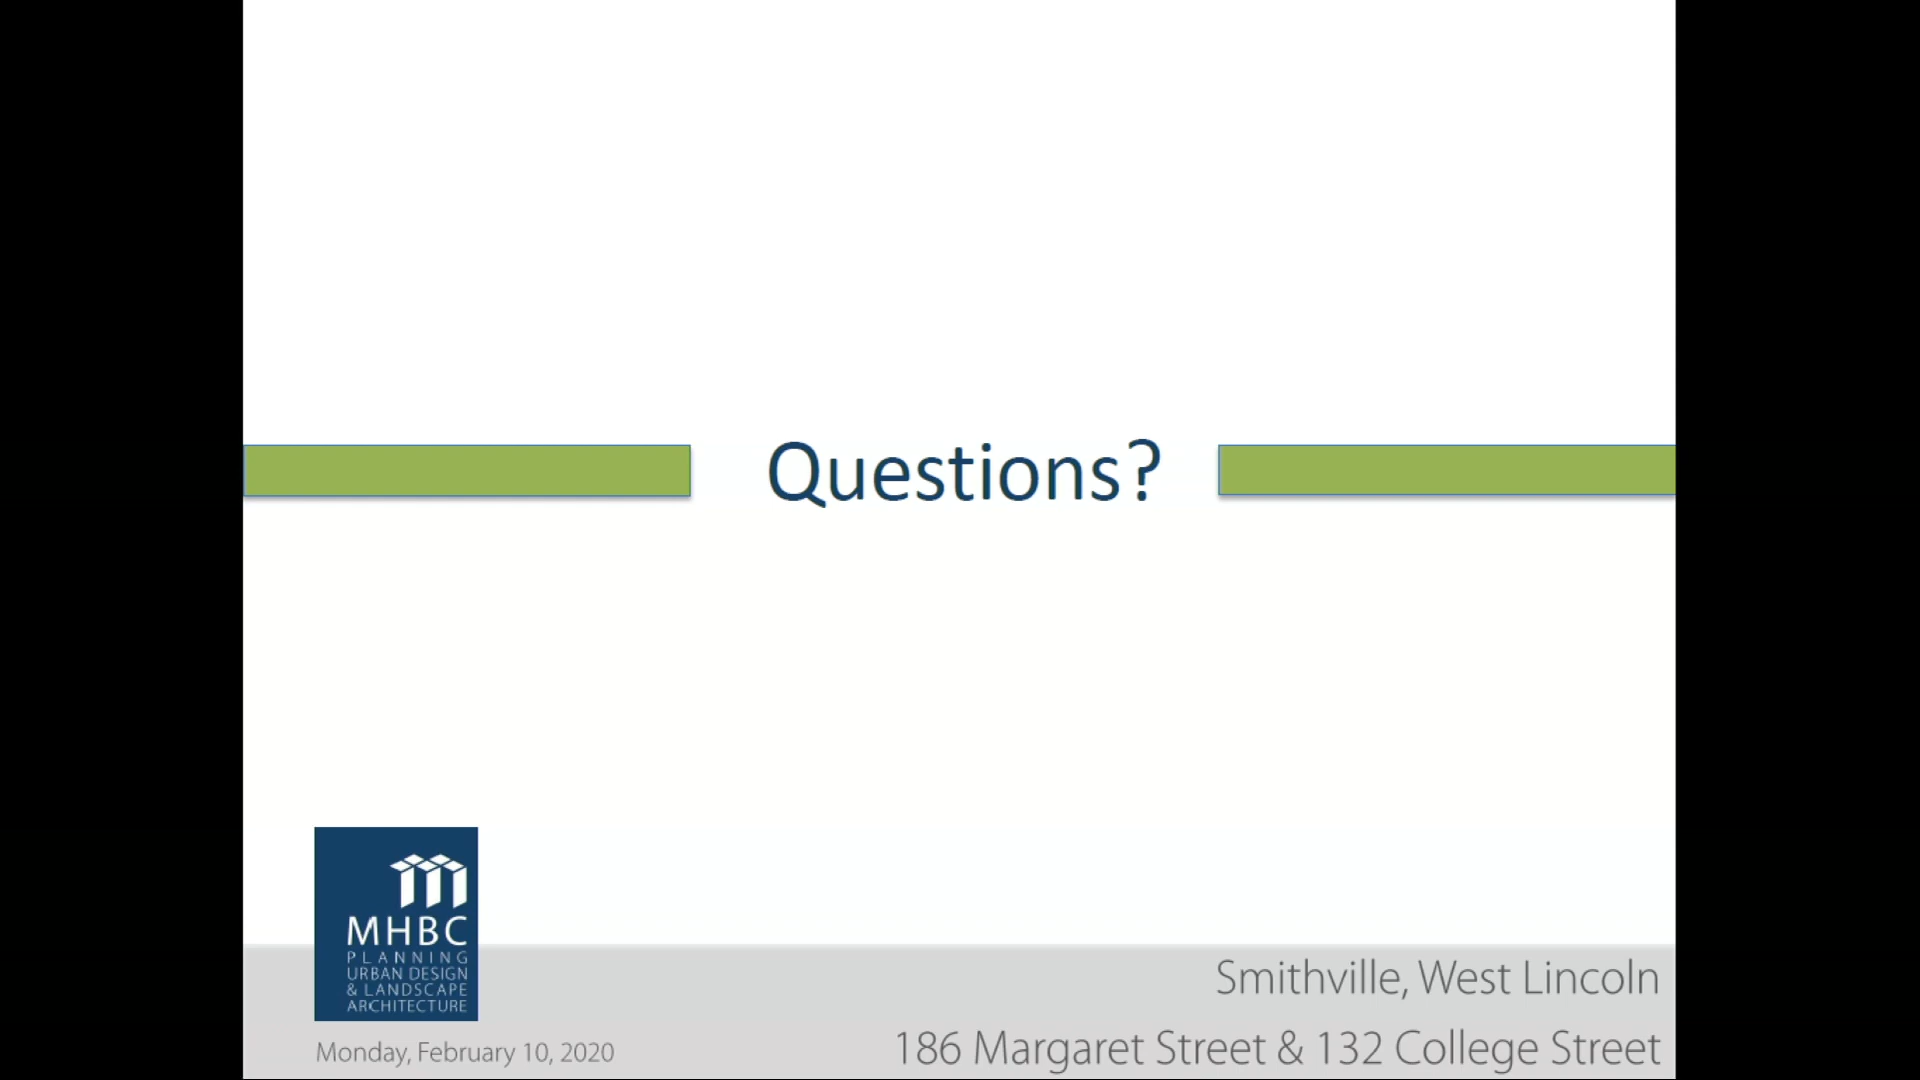 Questions?
MHBC
PLANNING
URBAN DESIGN
& LANDSCAPE
ARCHITECTURE
Smithville, West Lincoln
Monday, February 10, 2020
186 Margaret Street & 132 College Street